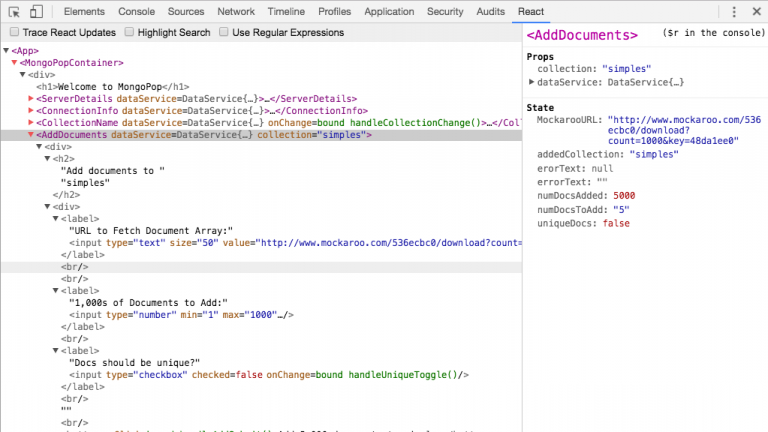 Elements Console Sources Network Timeline Profiles Application Security Audits React
Trace React Updates Highlight Search Use Regular Expressions
<App>
<MongoPopContainer>
<div>
<h1>Welcome to MongoPop</h1>
<ServerDetails dataService=DataService{…}>…</ServerDetails>
<ConnectionInfo dataService=DataService{…}>…</ConnectionInfo>
<CollectionName dataService=DataService{…} onChange=bound handleCollectionChange()>…</Coll
<AddDocuments dataService=DataService{…} collection="simples">
<div>
<h2>
"Add documents to "
"simples"
</h2>
<div>
<label>
"URL to Fetch Document Array:"
<input type="text" size="50" value="http://www.mockaroo.com/536ecbc0/download?count=
</label>
<br/>
<br/>
<label>
"1,000s of Documents to Add:"
<input type="number" min="1" max="1000"…/>
</label>
<br/>
<label>
"Docs should be unique?"
<input type="checkbox" checked=false onChange=bound handleUniqueToggle()/>
</label>
<br/>
""
<br/>
<AddDocuments> ($r in the console)
Props
collection: "simples"
dataService: DataService{…}
State
MockarooURL: "http://www.mockaroo.com/536
ecbc0/download?
count=1000&key=48da1ee0"
addedCollection: "simples"
erorText: null
errorText: ""
numDocsAdded: 5000
numDocsToAdd: "5"
uniqueDocs: false